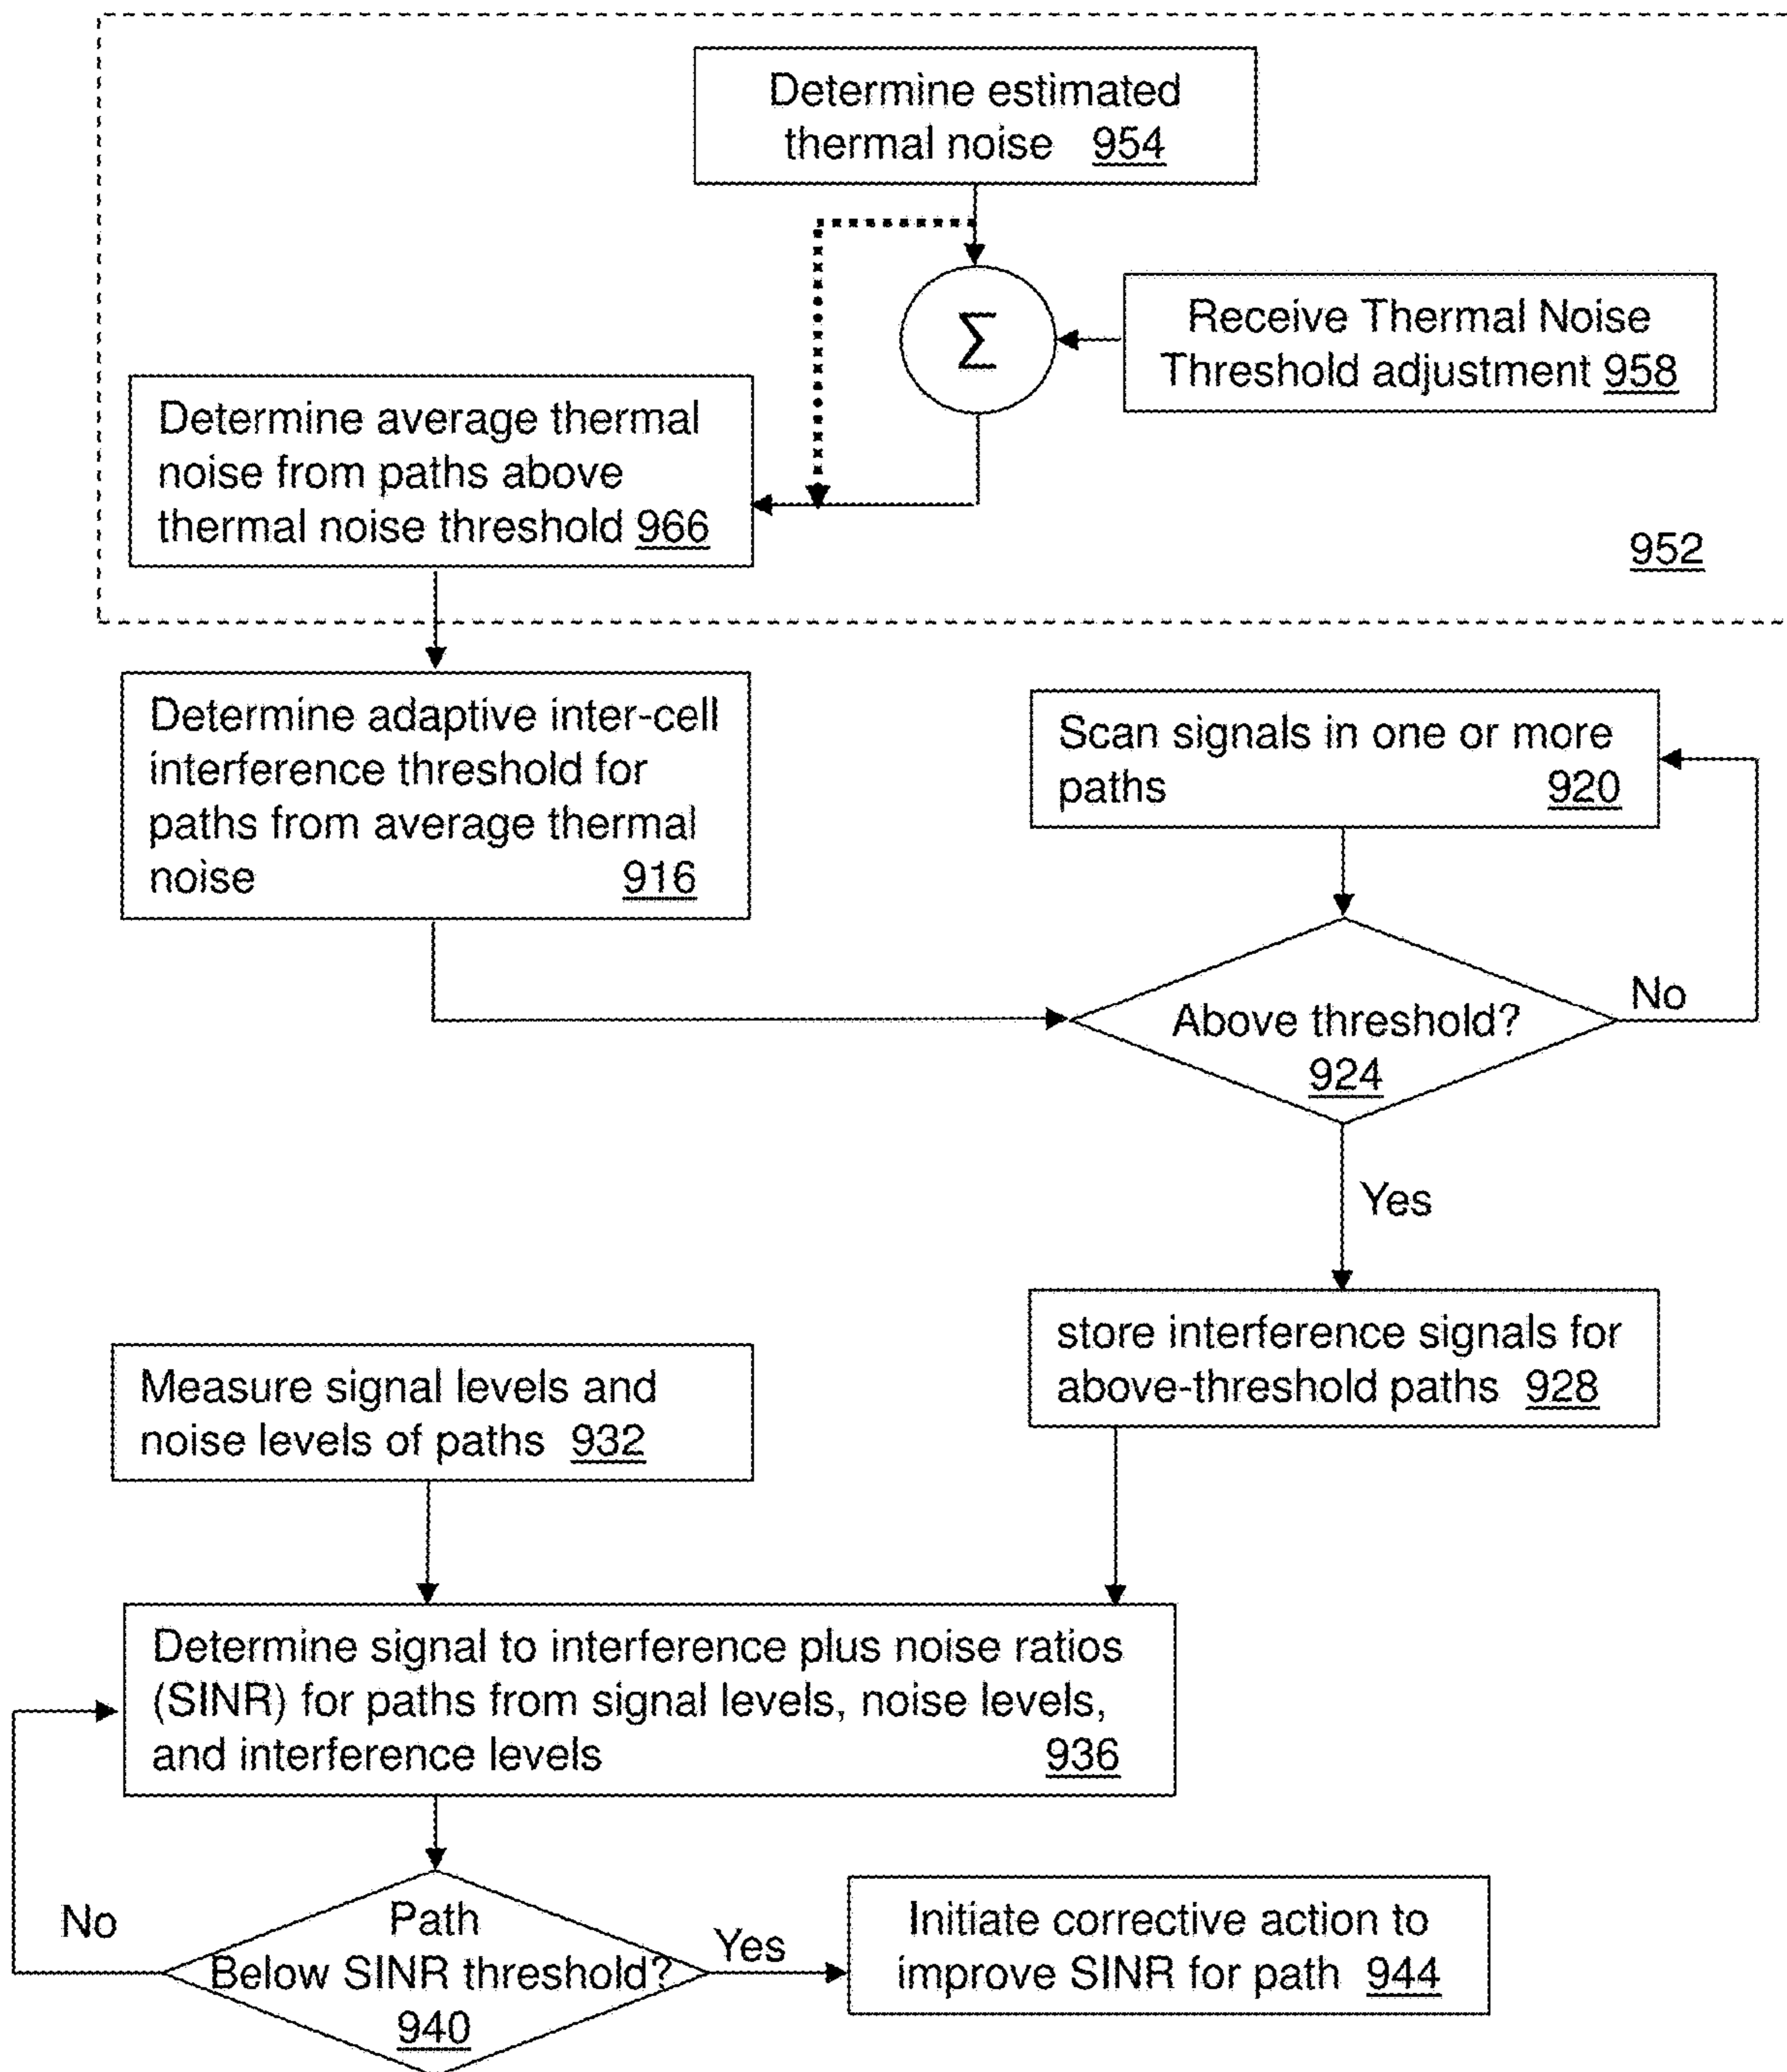 Determine estimated
thermal noise 954
Σ
Receive Thermal Noise
Threshold adjustment 958
Determine average thermal
noise from paths above
thermal noise threshold 966
952
Determine adaptive inter-cell
interference threshold for
paths from average thermal
noise 916
Scan signals in one or more
paths 920
Above threshold?
924
No
Yes
store interference signals for
above-threshold paths 928
Measure signal levels and
noise levels of paths 932
Determine signal to interference plus noise ratios
(SINR) for paths from signal levels, noise levels,
and interference levels 936
No
Path
Below SINR threshold?
940
Yes
Initiate corrective action to
improve SINR for path 944